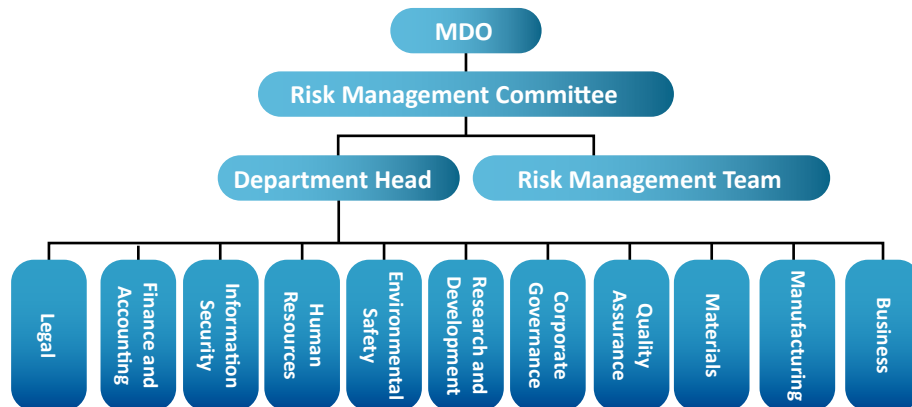 MDO
Risk Management Committee
Department Head
Risk Management Team
Legal
Finance and
Accounting
Information
Security
Human
Resources
Environmental
Safety
Research and
Development
Corporate
Governance
Quality
Assurance
Materials
Manufacturing
Business